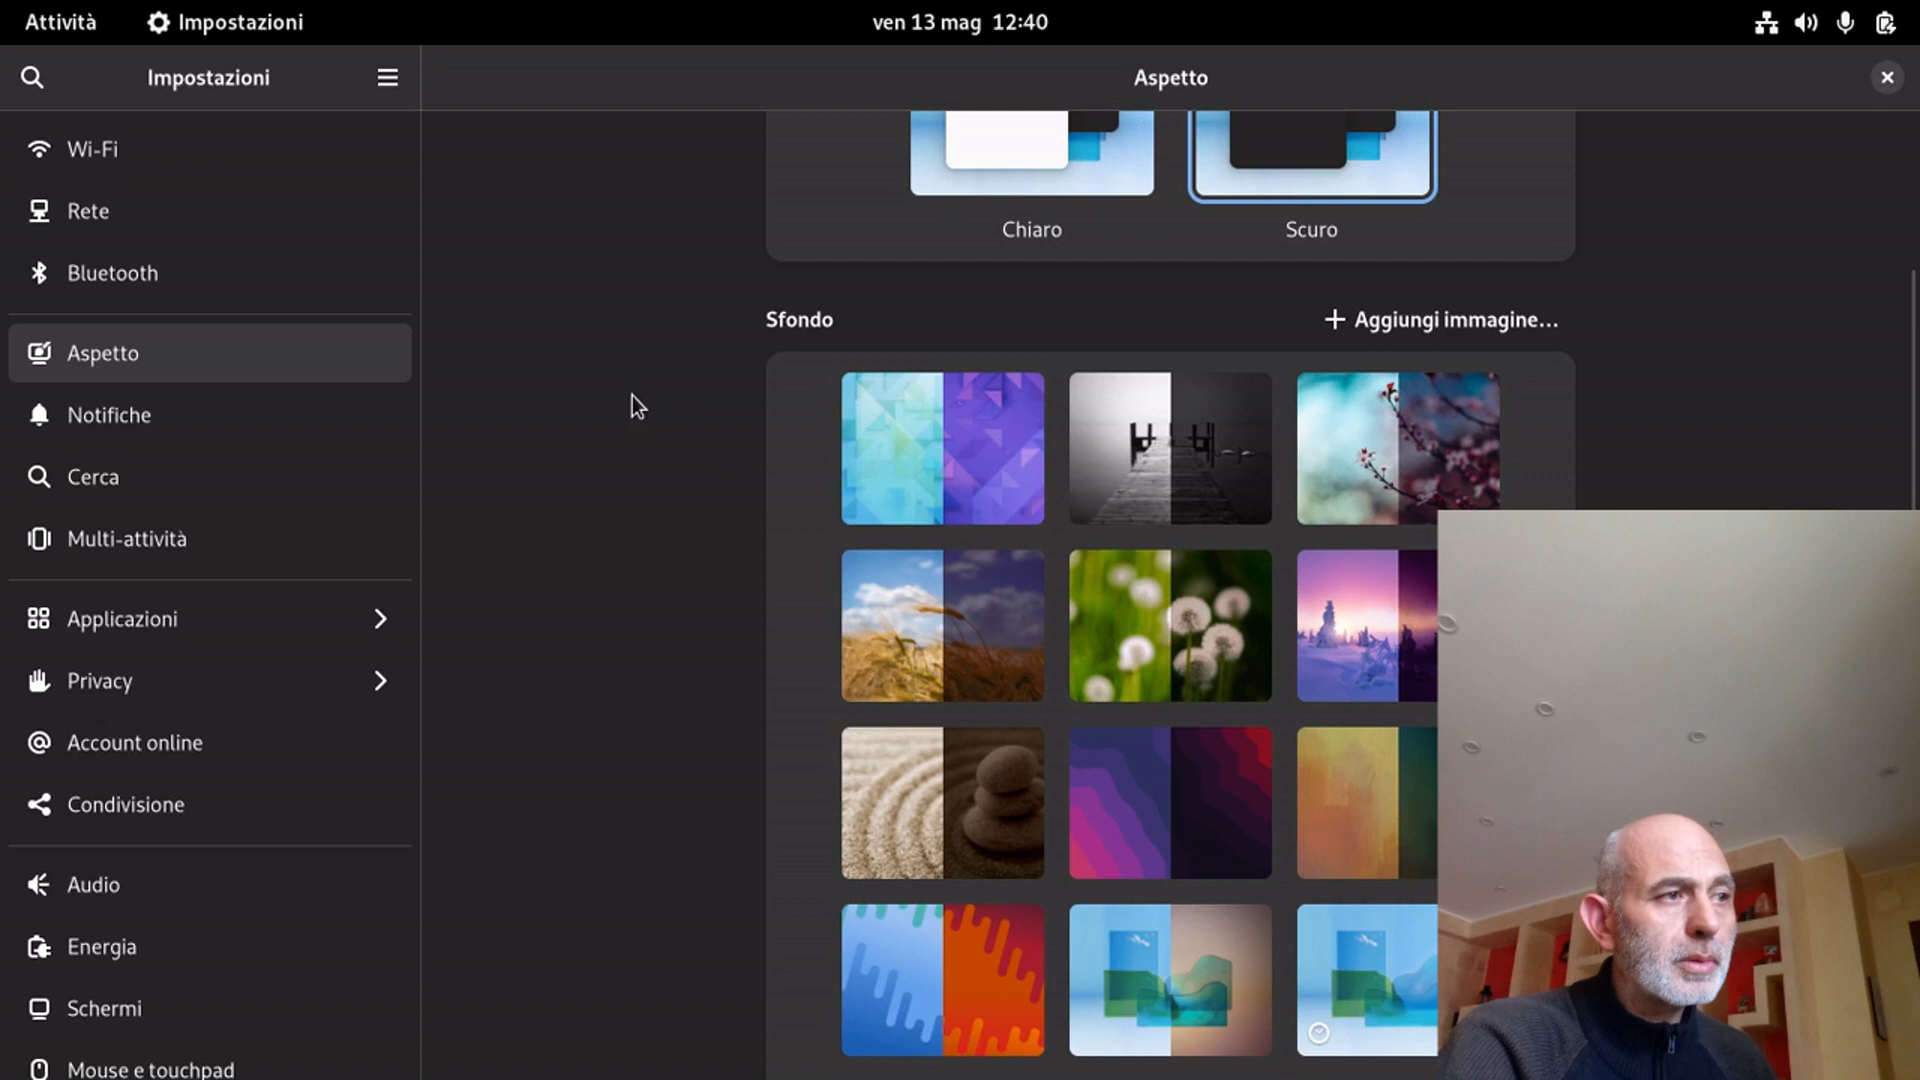 Attività
Impostazioni
ven 13 mag 12:40
Impostazioni
Aspetto
Wi-Fi
Rete
Bluetooth
Aspetto
Notifiche
Cerca
Multi-attività
Applicazioni
Privacy
Account online
Condivisione
Audio
Energia
Schermi
Mouse e touchpad
Chiaro
Scuro
Sfondo
Aggiungi immagine…